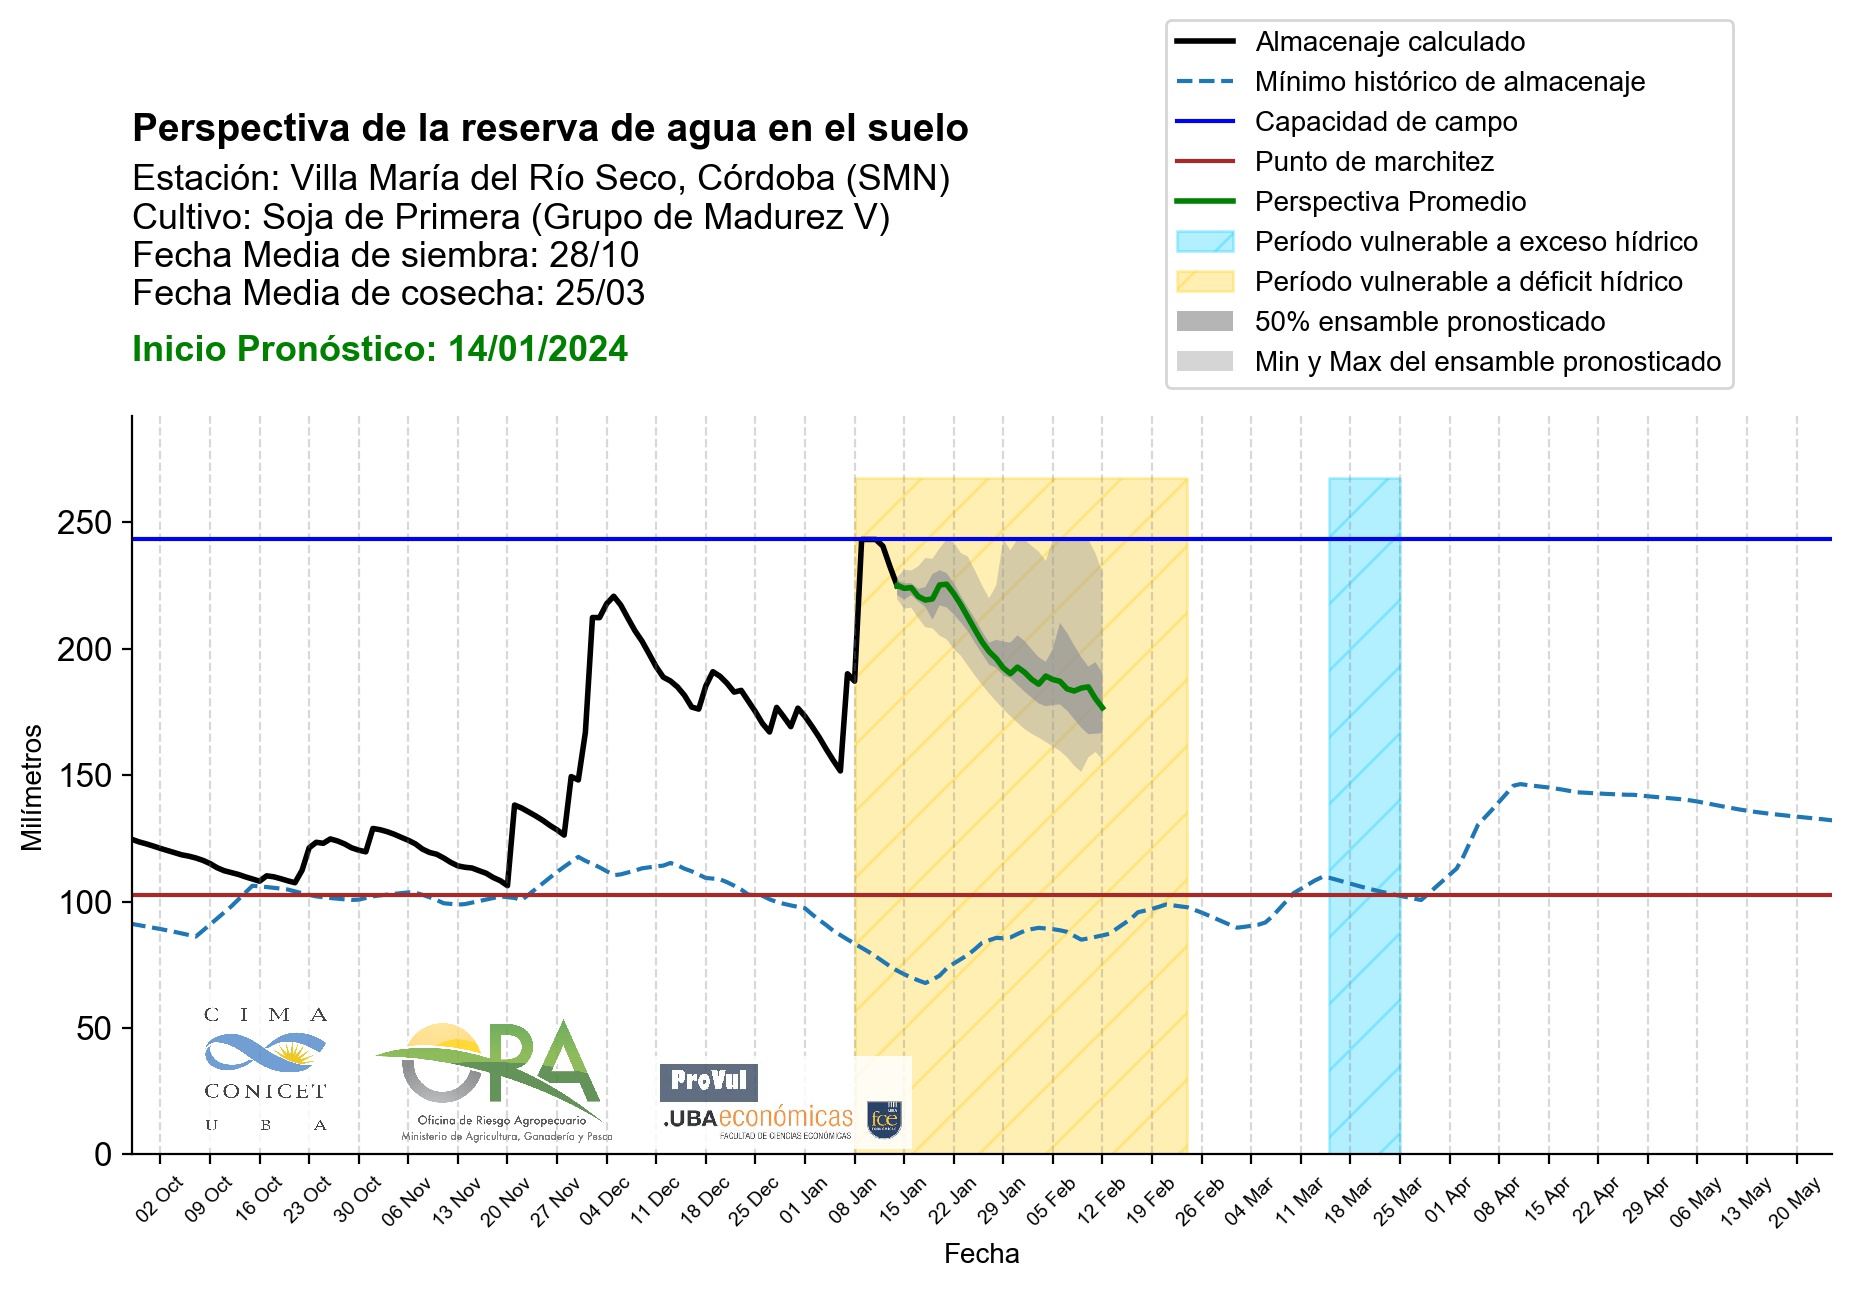 Almacenaje calculado
Mínimo histórico de almacenaje
Capacidad de campo
Punto de marchitez
Perspectiva Promedio
Período vulnerable a exceso hídrico
Período vulnerable a déficit hídrico
50% ensamble pronosticado
Min y Max del ensamble pronosticado
Perspectiva de la reserva de agua en el suelo
Estación: Villa María del Río Seco, Córdoba (SMN)
Cultivo: Soja de Primera (Grupo de Madurez V)
Fecha Media de siembra: 28/10
Fecha Media de cosecha: 25/03
Inicio Pronóstico: 14/01/2024
Milímetros
250
200
150
100
50
0
CIMA
CONICET
UBA
ORA
Oficina de Riesgo Agropecuario
Ministerio de Agricultura, Ganadería y Pesca
ProVul
.UBAeconómicas
FACULTAD DE CIENCIAS ECONÓMICAS
fce
02 Oct
09 Oct
16 Oct
23 Oct
30 Oct
06 Nov
13 Nov
20 Nov
27 Nov
04 Dec
11 Dec
18 Dec
25 Dec
01 Jan
08 Jan
15 Jan
22 Jan
29 Jan
05 Feb
12 Feb
19 Feb
26 Feb
04 Mar
11 Mar
18 Mar
25 Mar
01 Apr
08 Apr
15 Apr
22 Apr
29 Apr
06 May
13 May
20 May
Fecha